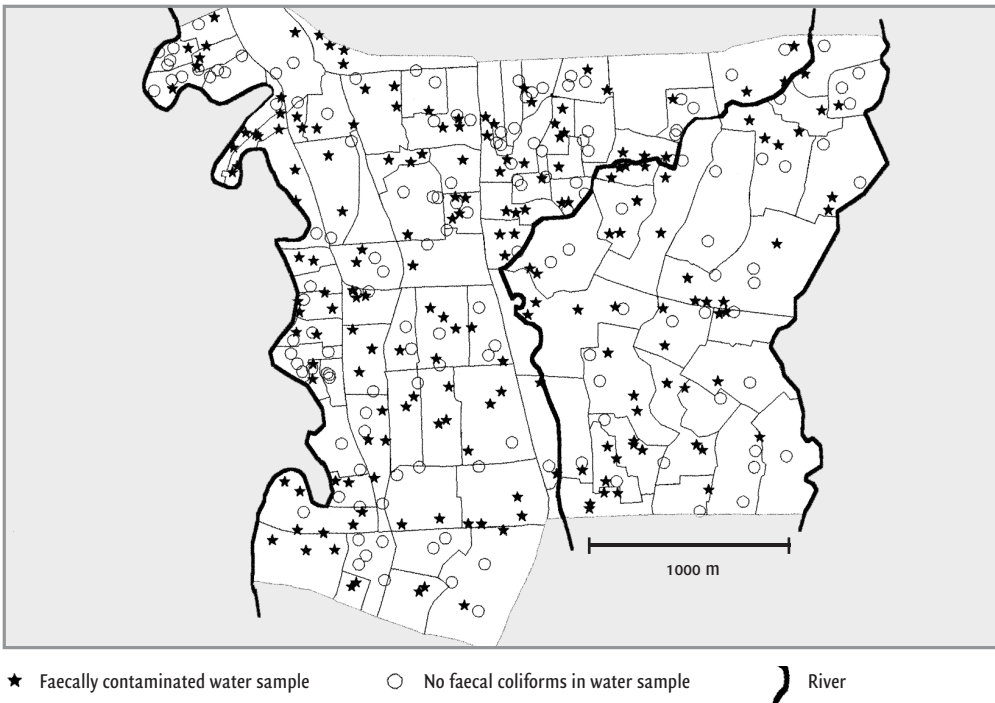 1000 m
Faecally contaminated water sample
No faecal coliforms in water sample
River